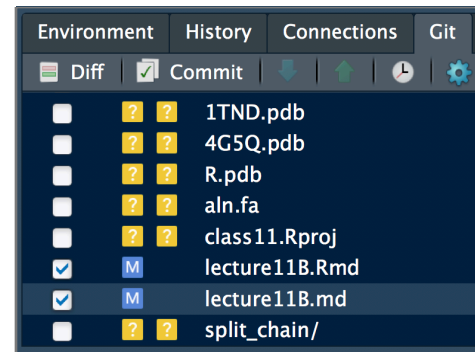 Environment History Connections Git
Diff Commit
? ? 1TND.pdb
? ? 4G5Q.pdb
? ? R.pdb
? ? aln.fa
? ? class11.Rproj
M lecture11B.Rmd
M lecture11B.md
? ? split_chain/